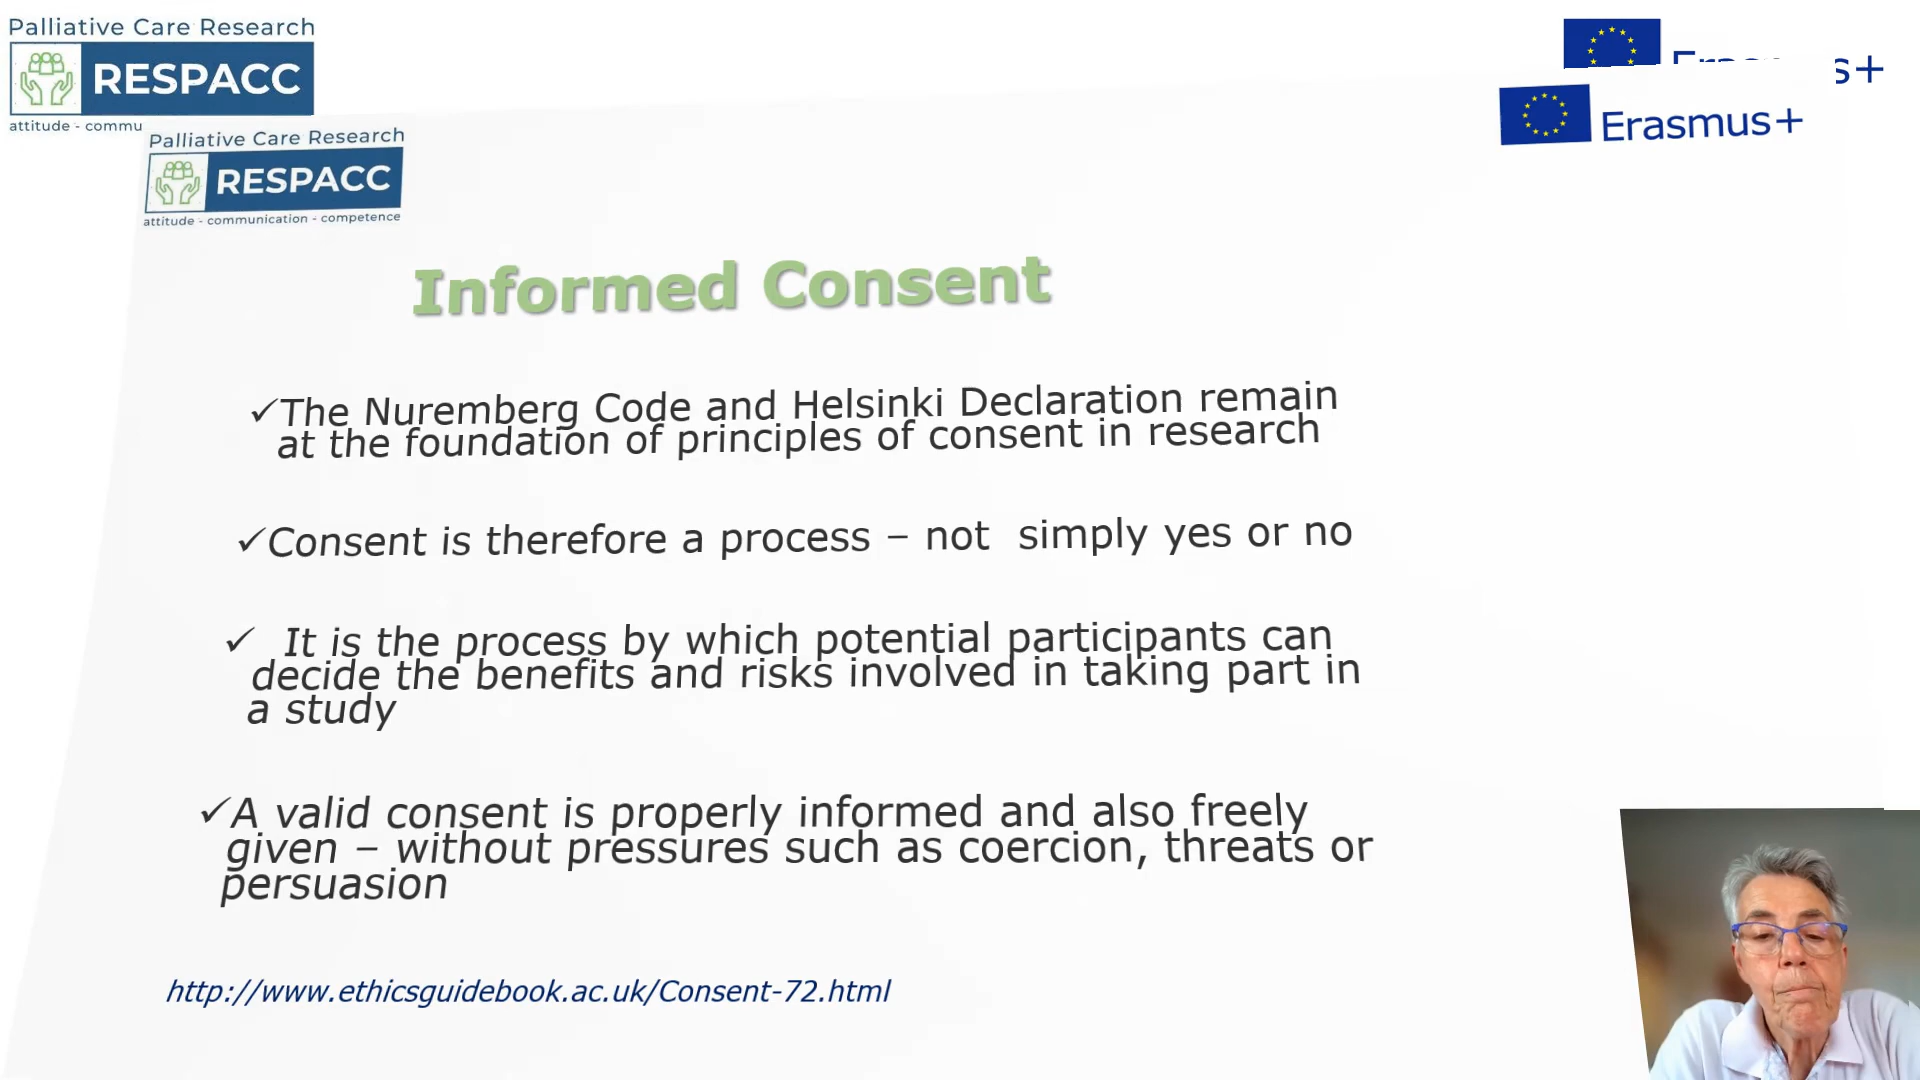 Palliative Care Research
RESPACC
attitude - commu
s+
Erasmus+
Palliative Care Research
RESPACC
attitude - communication - competence
Informed Consent
✓The Nuremberg Code and Helsinki Declaration remain
at the foundation of principles of consent in research
✓Consent is therefore a process – not simply yes or no
✓ It is the process by which potential participants can
decide the benefits and risks involved in taking part in
a study
✓A valid consent is properly informed and also freely
given – without pressures such as coercion, threats or
persuasion
http://www.ethicsguidebook.ac.uk/Consent-72.html